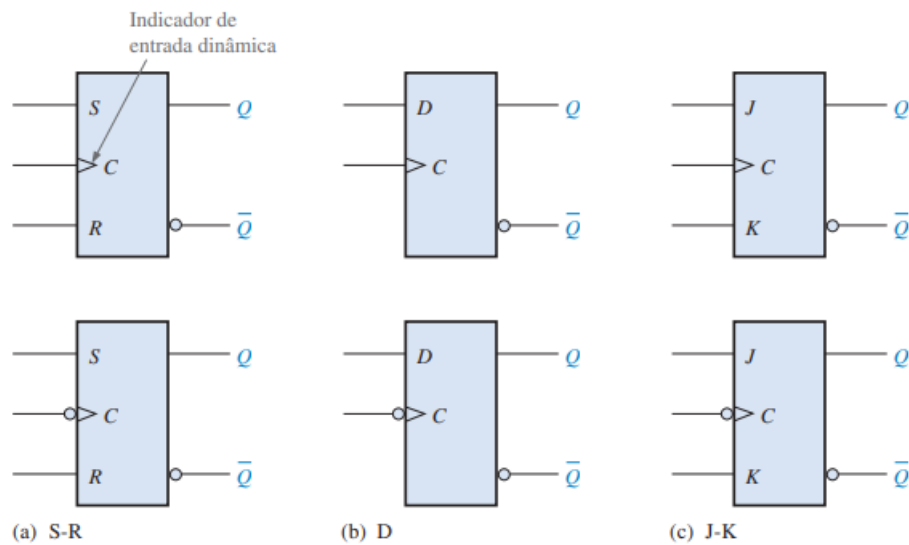 Indicador de
entrada dinâmica
S Q
C
R Q̅
D Q
C
Q̅
J Q
C
K Q̅
S Q
C
R Q̅
D Q
C
Q̅
J Q
C
K Q̅
(a) S-R
(b) D
(c) J-K